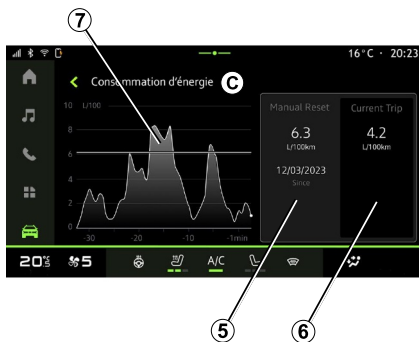 7
16°C · 20:23
Consommation d'énergie C
10 L/100
8
6
4
2
0
-30 -20 -10 -1min
Manual Reset
6.3
L/100km
12/03/2023
Since
Current Trip
4.2
L/100km
20°5 5 A/C
5 6